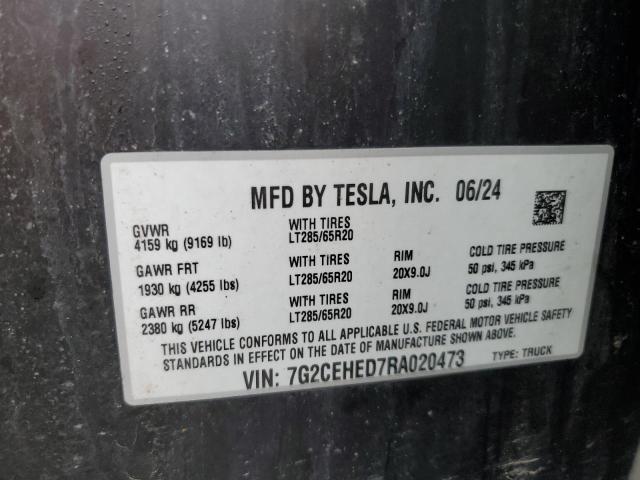 MFD BY TESLA, INC. 06/24
GVWR
4159 kg (9169 lb)
WITH TIRES
LT285/65R20
GAWR FRT
1930 kg (4255 lbs)
WITH TIRES
LT285/65R20
RIM
20X9.0J
COLD TIRE PRESSURE
50 psi, 345 kPa
GAWR RR
2380 kg (5247 lbs)
WITH TIRES
LT285/65R20
RIM
20X9.0J
COLD TIRE PRESSURE
50 psi, 345 kPa
THIS VEHICLE CONFORMS TO ALL APPLICABLE U.S. FEDERAL MOTOR VEHICLE SAFETY
STANDARDS IN EFFECT ON THE DATE OF MANUFACTURE SHOWN ABOVE.
VIN: 7G2CEHED7RA020473 TYPE: TRUCK